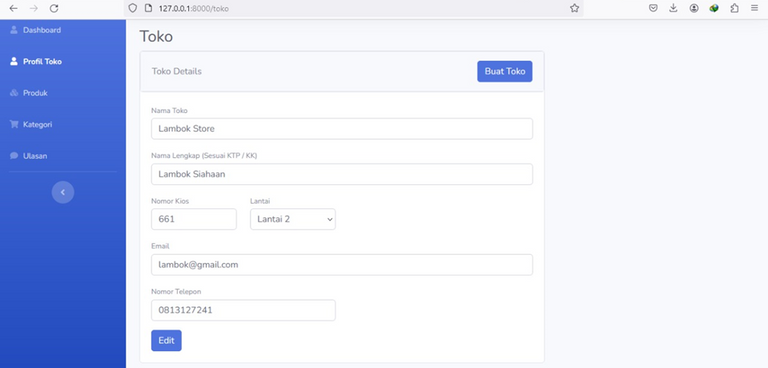 127.0.0.1:8000/toko
Dashboard
Profil Toko
Produk
Kategori
Ulasan
Toko
Toko Details
Buat Toko
Nama Toko
Lambok Store
Nama Lengkap (Sesuai KTP / KK)
Lambok Siahaan
Nomor Kios
Lantai
661
Lantai 2
Email
lambok@gmail.com
Nomor Telepon
0813127241
Edit